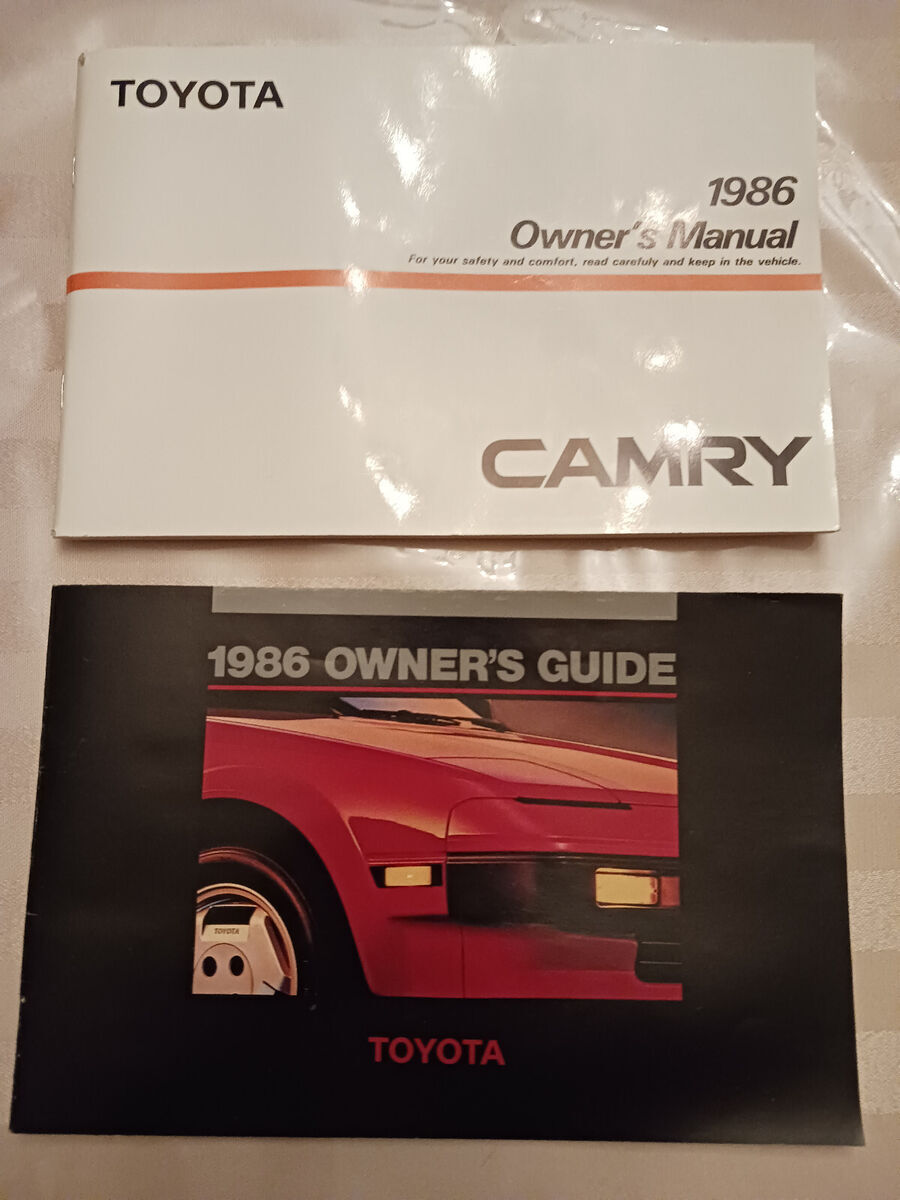 TOYOTA
1986
Owner's Manual
For your safety and comfort, read carefuly and keep in the vehicle.
CAMRY
1986 OWNER'S GUIDE
TOYOTA
TOYOTA